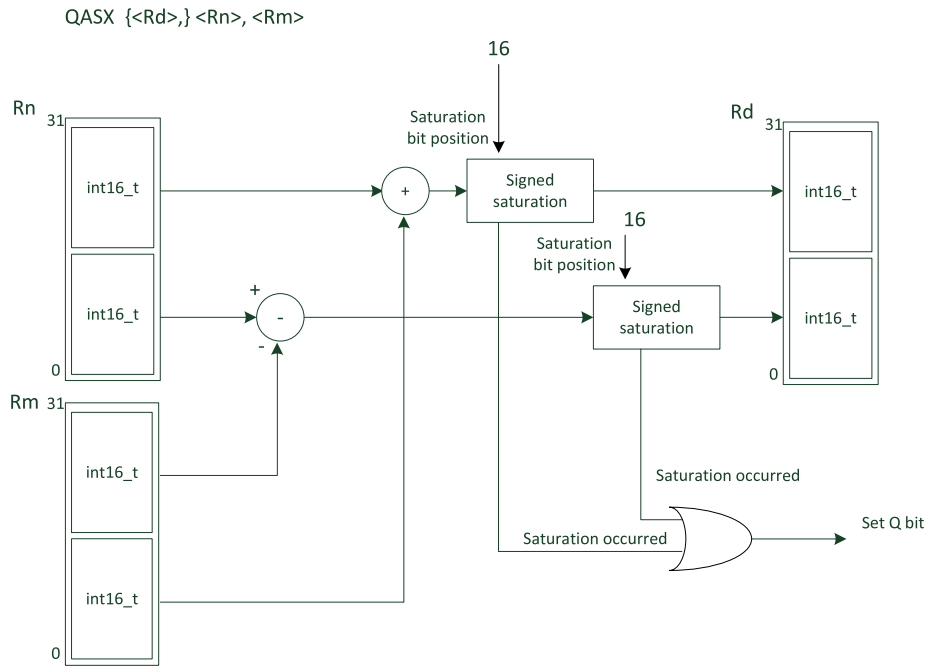 QASX {<Rd>,} <Rn>, <Rm>
16
Rn
31
Saturation
bit position
Rd
31
int16_t
+
Signed
saturation
int16_t
16
Saturation
bit position
+
int16_t
-
-
Signed
saturation
int16_t
0
0
Rm
31
int16_t
Saturation occurred
Set Q bit
Saturation occurred
int16_t
0